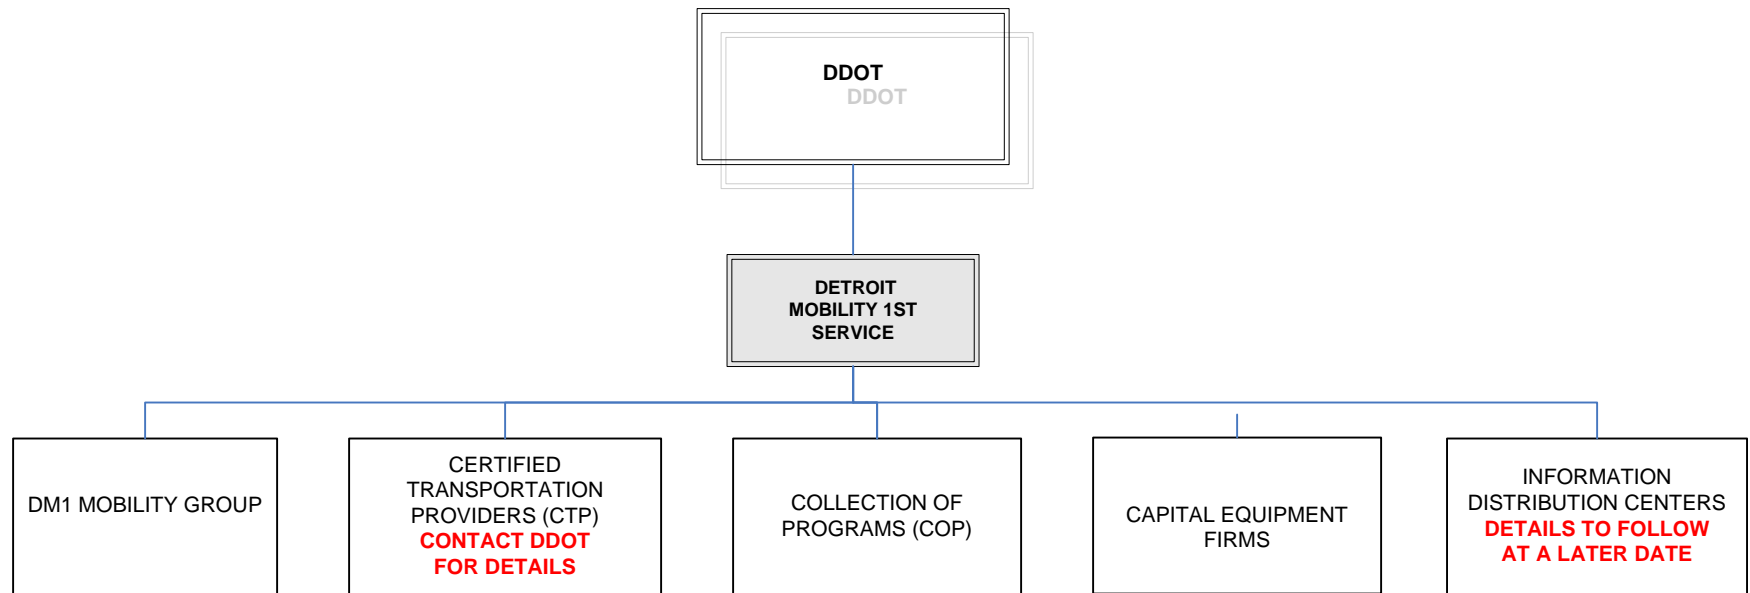 DDOT
DDOT
DETROIT
MOBILITY 1ST
SERVICE
DM1 MOBILITY GROUP
CERTIFIED
TRANSPORTATION
PROVIDERS (CTP)
CONTACT DDOT
FOR DETAILS
COLLECTION OF
PROGRAMS (COP)
CAPITAL EQUIPMENT
FIRMS
INFORMATION
DISTRIBUTION CENTERS
DETAILS TO FOLLOW
AT A LATER DATE